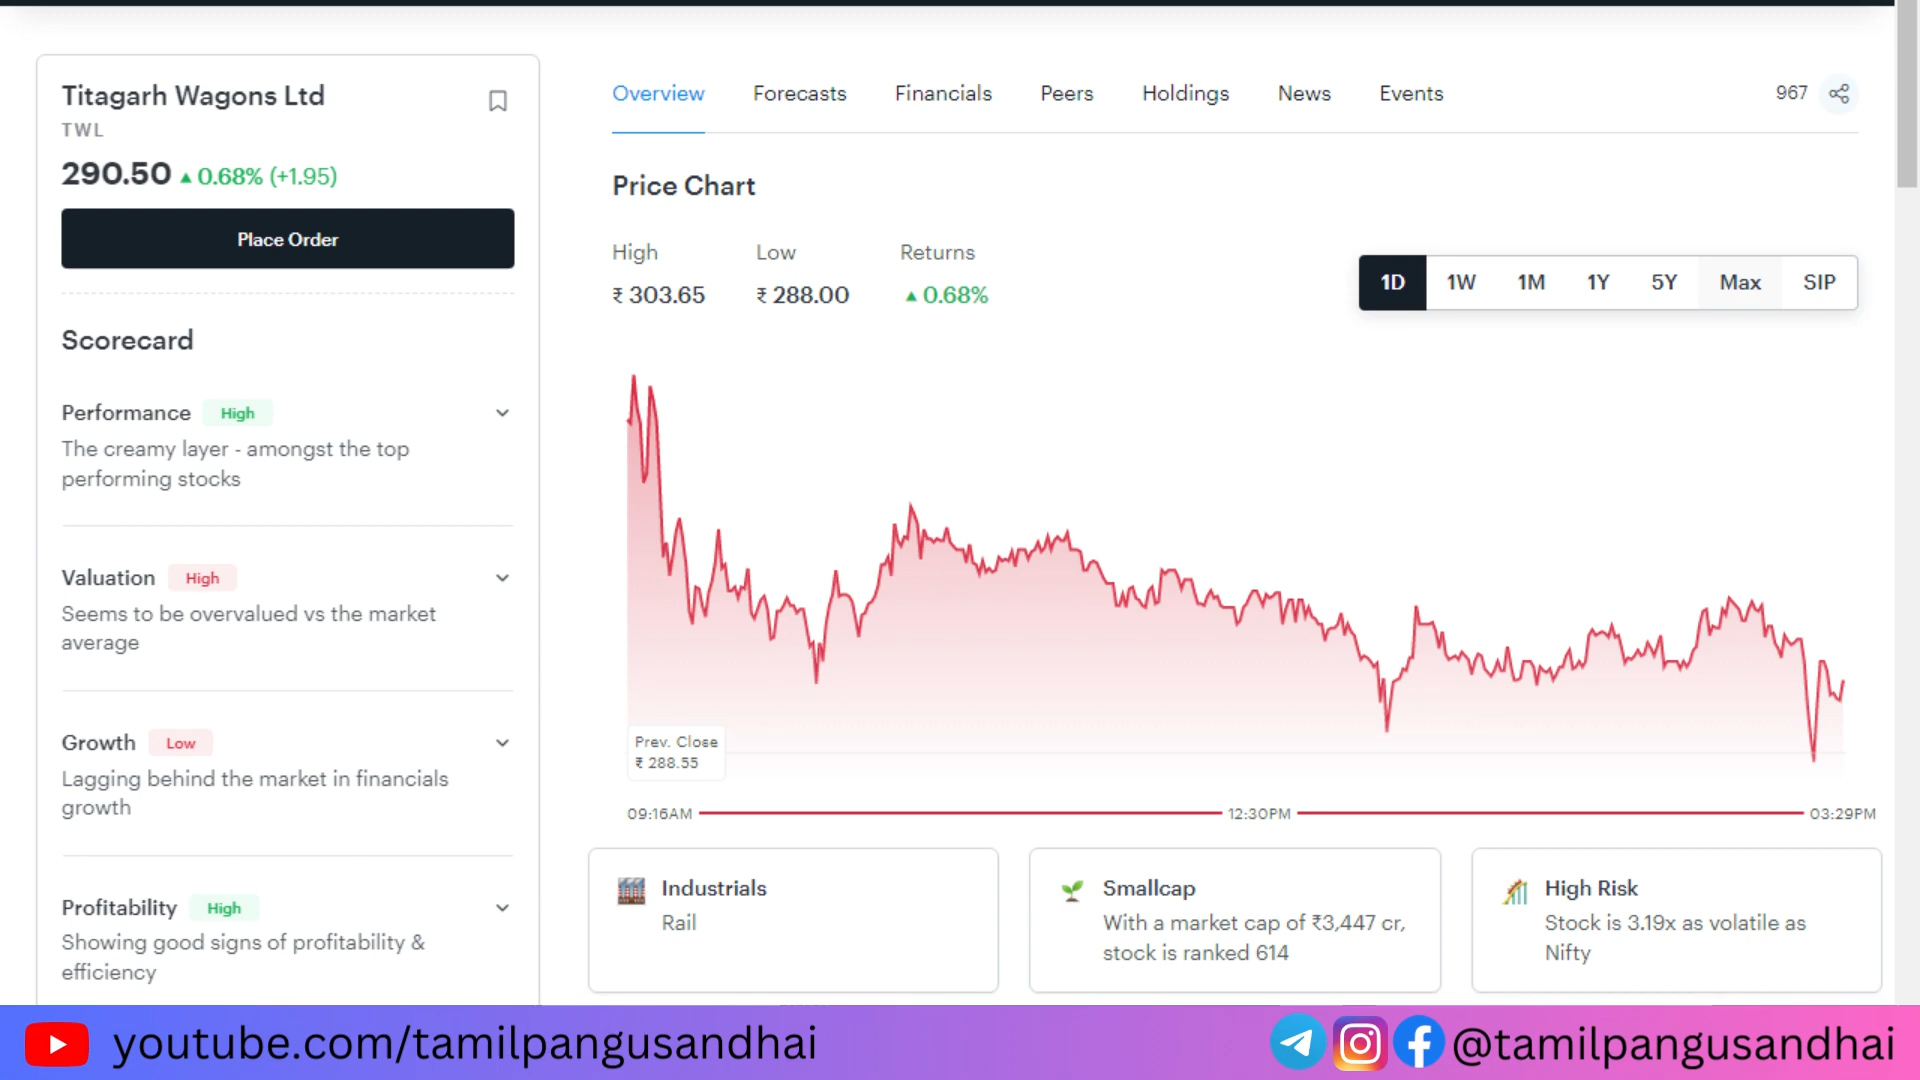 Titagarh Wagons Ltd
TWL
290.50 ▲ 0.68% (+1.95)
Place Order
Scorecard
Performance High
The creamy layer - amongst the top
performing stocks
Valuation High
Seems to be overvalued vs the market
average
Growth Low
Lagging behind the market in financials
growth
Profitability High
Showing good signs of profitability &
efficiency
Overview Forecasts Financials Peers Holdings News Events 967
Price Chart
High Low Returns
₹ 303.65 ₹ 288.00 ▲ 0.68%
1D 1W 1M 1Y 5Y Max SIP
Prev. Close
₹ 288.55
09:16AM 12:30PM 03:29PM
Industrials
Rail
Smallcap
With a market cap of ₹3,447 cr,
stock is ranked 614
High Risk
Stock is 3.19x as volatile as
Nifty
youtube.com/tamilpangusandhai @tamilpangusandhai